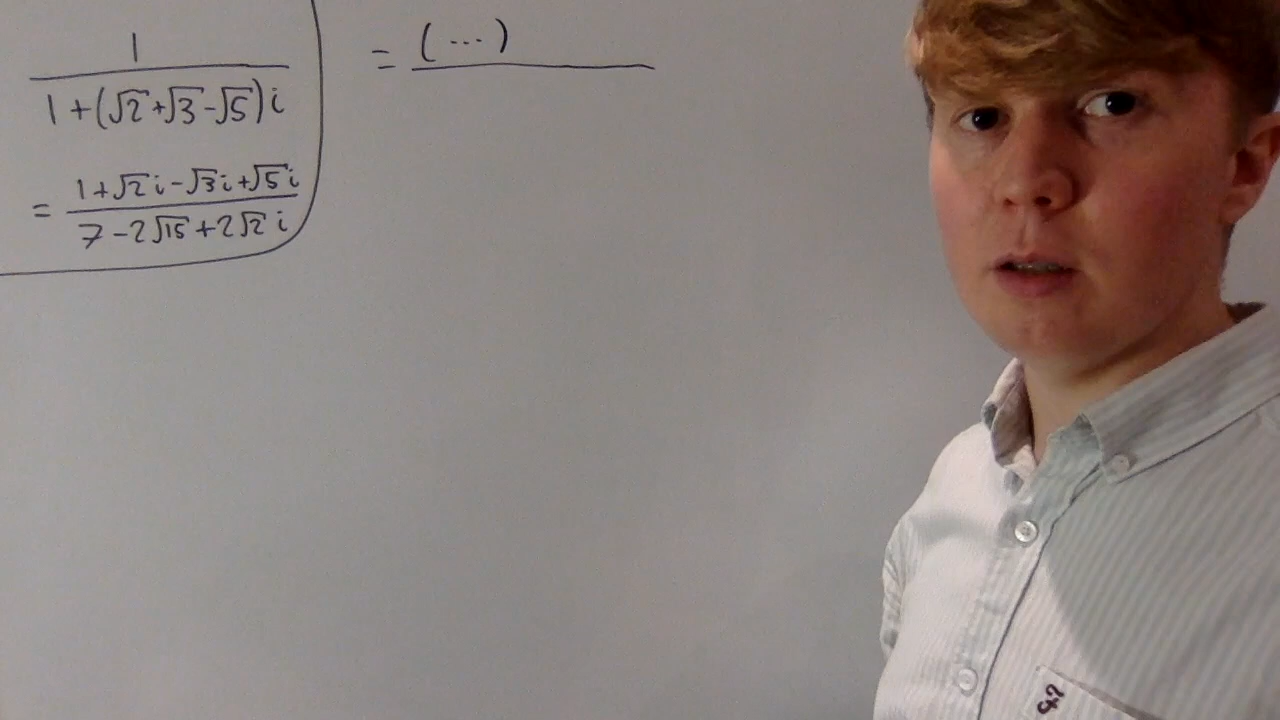 1
1 + (√2 + √3 - √5) i
= 1 + √2 i - √3 i + √5 i
7 - 2√15 + 2√2 i
= ( ... )